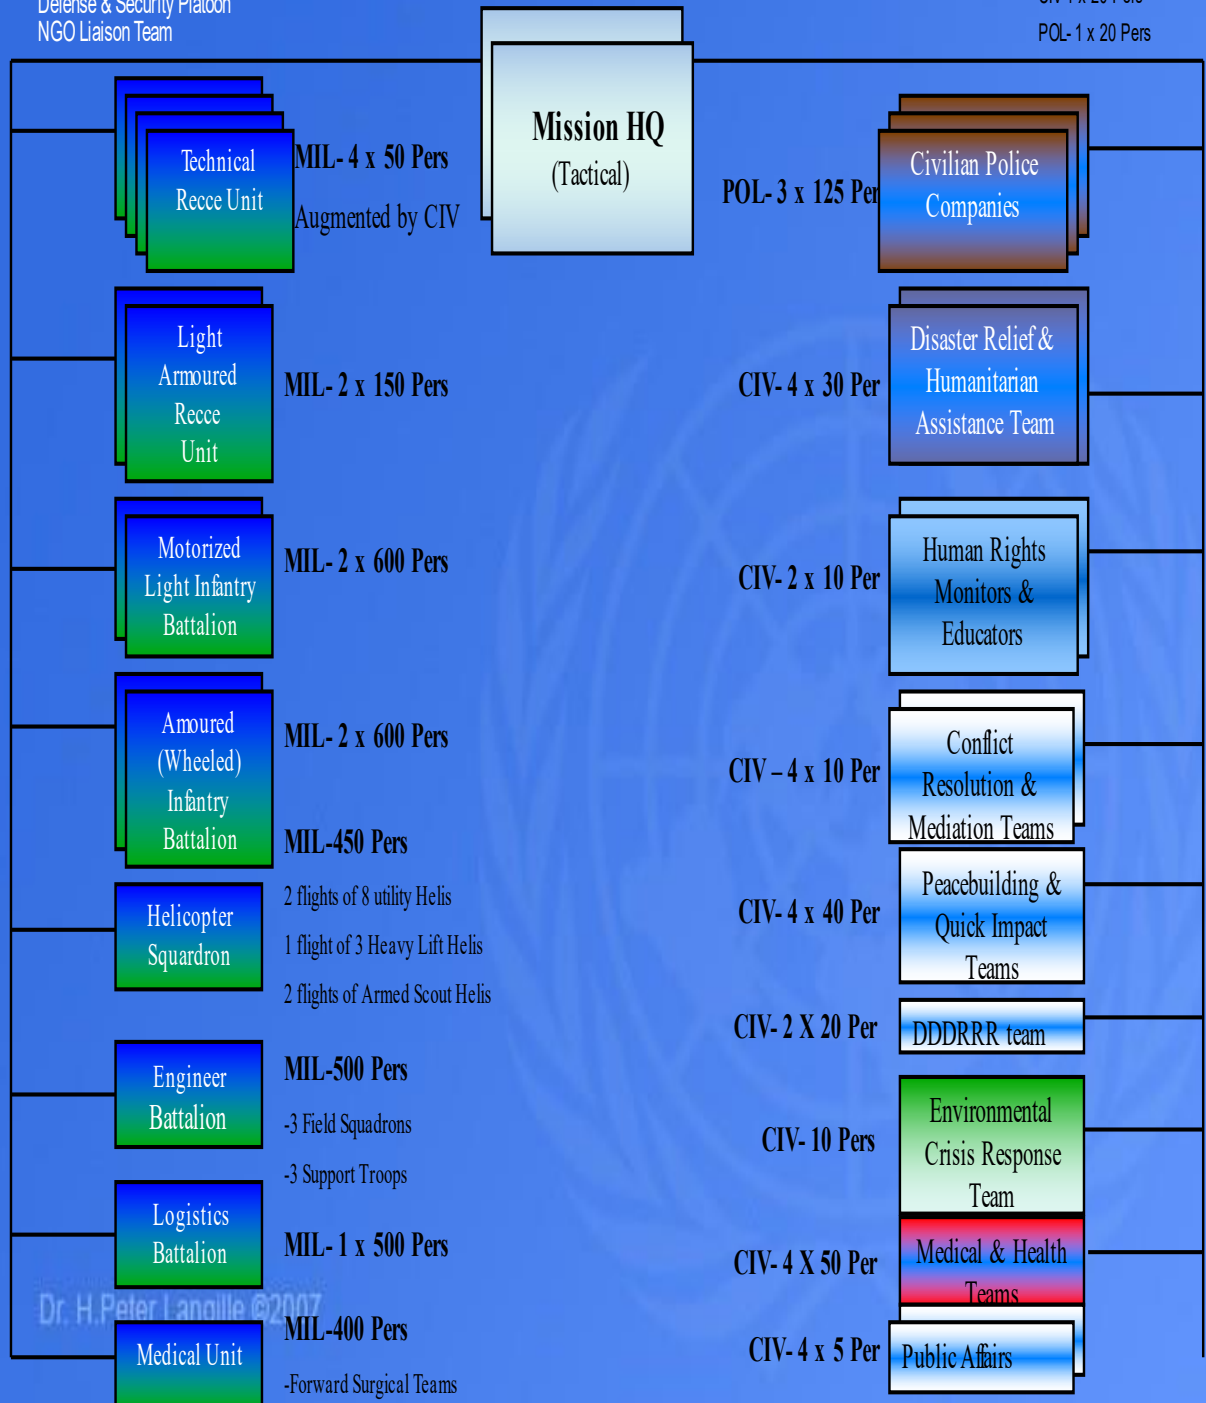 Defense & Security Platoon
NGO Liaison Team
POL- 1 x 20 Pers
Mission HQ
(Tactical)
Technical
Recce Unit
MIL- 4 x 50 Pers
Augmented by CIV
Light
Armoured
Recce
Unit
MIL- 2 x 150 Pers
Motorized
Light Infantry
Battalion
MIL- 2 x 600 Pers
Amoured
(Wheeled)
Infantry
Battalion
MIL- 2 x 600 Pers
Helicopter
Squardron
MIL-450 Pers
2 flights of 8 utility Helis
1 flight of 3 Heavy Lift Helis
2 flights of Armed Scout Helis
Engineer
Battalion
MIL-500 Pers
-3 Field Squadrons
-3 Support Troops
Logistics
Battalion
MIL- 1 x 500 Pers
Dr. H.Peter Langille ©2007
Medical Unit
MIL-400 Pers
-Forward Surgical Teams
POL- 3 x 125 Per
Civilian Police
Companies
CIV- 4 x 30 Per
Disaster Relief &
Humanitarian
Assistance Team
CIV- 2 x 10 Per
Human Rights
Monitors &
Educators
CIV – 4 x 10 Per
Conflict
Resolution &
Mediation Teams
CIV- 4 x 40 Per
Peacebuilding &
Quick Impact
Teams
CIV- 2 X 20 Per
DDDRRR team
CIV- 10 Pers
Environmental
Crisis Response
Team
CIV- 4 X 50 Per
Medical & Health
Teams
CIV- 4 x 5 Per
Public Affairs